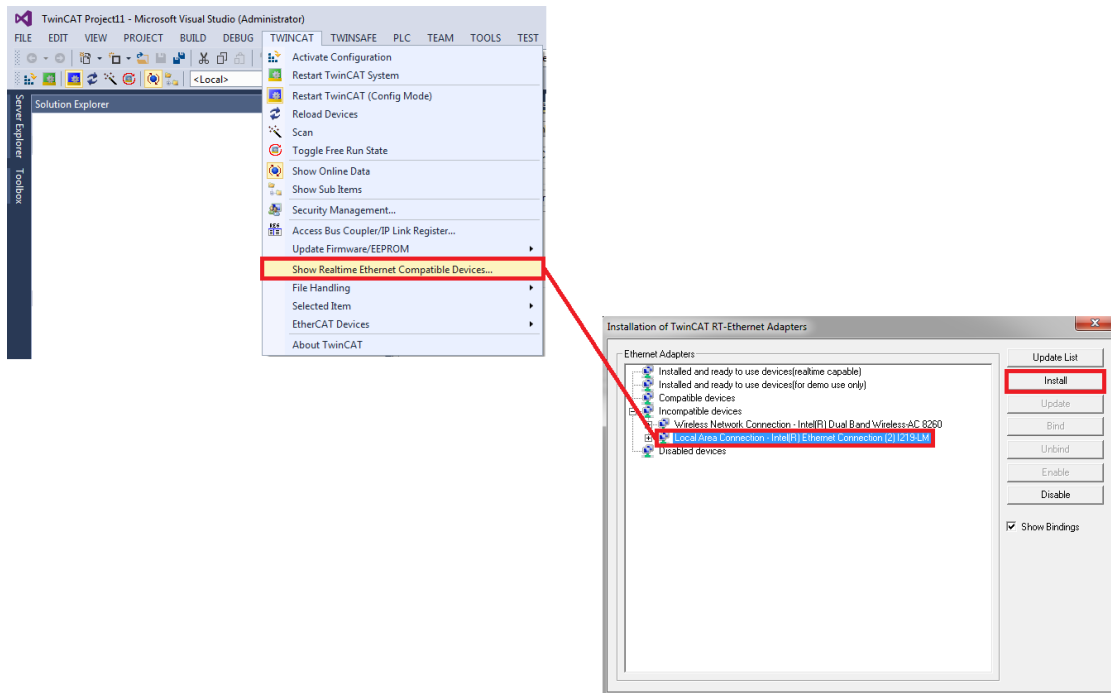 TwinCAT Project11 - Microsoft Visual Studio (Administrator)
FILE EDIT VIEW PROJECT BUILD DEBUG TWINCAT TWINSAFE PLC TEAM TOOLS TEST
<Local>
Server Explorer
Toolbox
Solution Explorer
Activate Configuration
Restart TwinCAT System
Restart TwinCAT (Config Mode)
Reload Devices
Scan
Toggle Free Run State
Show Online Data
Show Sub Items
Security Management...
Access Bus Coupler/IP Link Register...
Update Firmware/EEPROM
Show Realtime Ethernet Compatible Devices...
File Handling
Selected Item
EtherCAT Devices
About TwinCAT
Installation of TwinCAT RT-Ethernet Adapters
Ethernet Adapters
Installed and ready to use devices(realtime capable)
Installed and ready to use devices(for demo use only)
Compatible devices
Incompatible devices
Wireless Network Connection - Intel(R) Dual Band Wireless-AC 8260
Local Area Connection - Intel(R) Ethernet Connection (2) I219-LM
Disabled devices
Update List
Install
Update
Bind
Unbind
Enable
Disable
Show Bindings